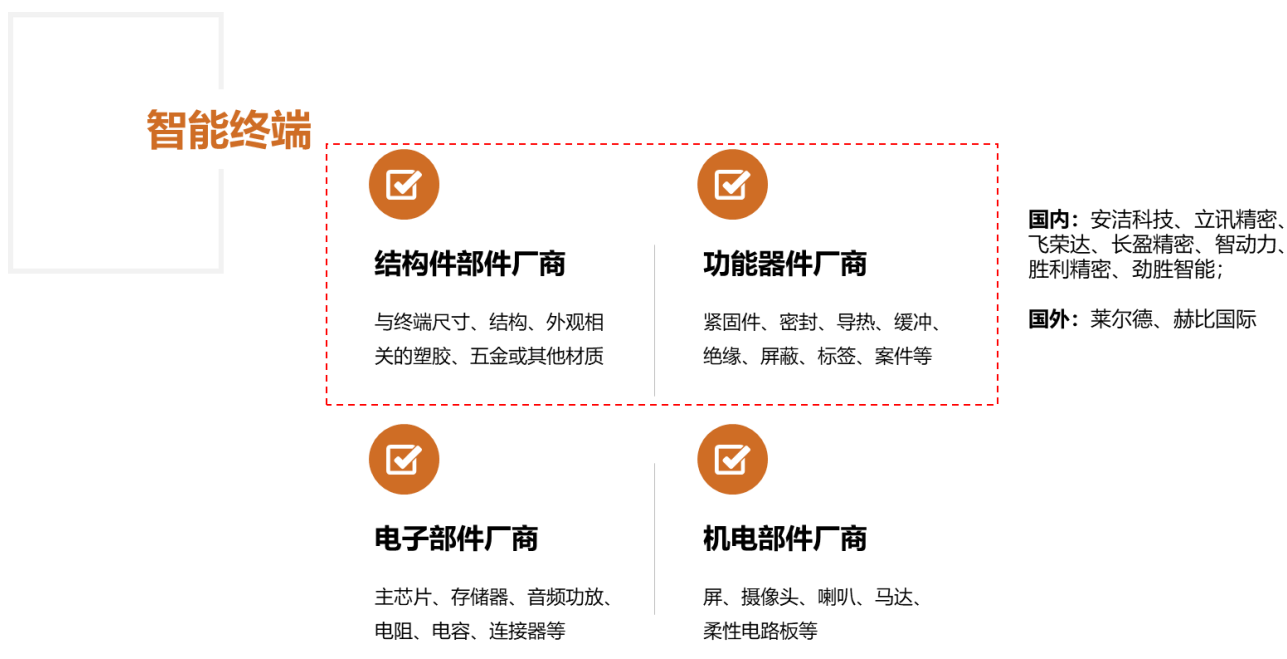 智能终端
结构件部件厂商
与终端尺寸、结构、外观相
关的塑胶、五金或其他材质
功能器件厂商
紧固件、密封、导热、缓冲、
绝缘、屏蔽、标签、案件等
国内：安洁科技、立讯精密、
飞荣达、长盈精密、智动力、
胜利精密、劲胜智能；
国外：莱尔德、赫比国际
电子部件厂商
主芯片、存储器、音频功放、
电阻、电容、连接器等
机电部件厂商
屏、摄像头、喇叭、马达、
柔性电路板等